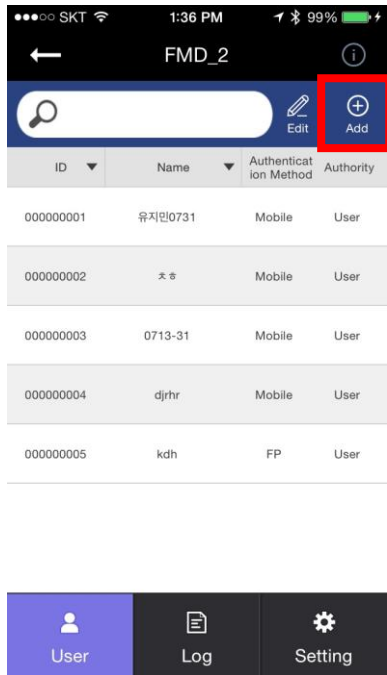 SKT 1:36 PM 99%
FMD_2
Edit Add
ID Name Authenticat
ion Method Authority
000000001 유지민0731 Mobile User
000000002 ㅊㅎ Mobile User
000000003 0713-31 Mobile User
000000004 djrhr Mobile User
000000005 kdh FP User
User Log Setting